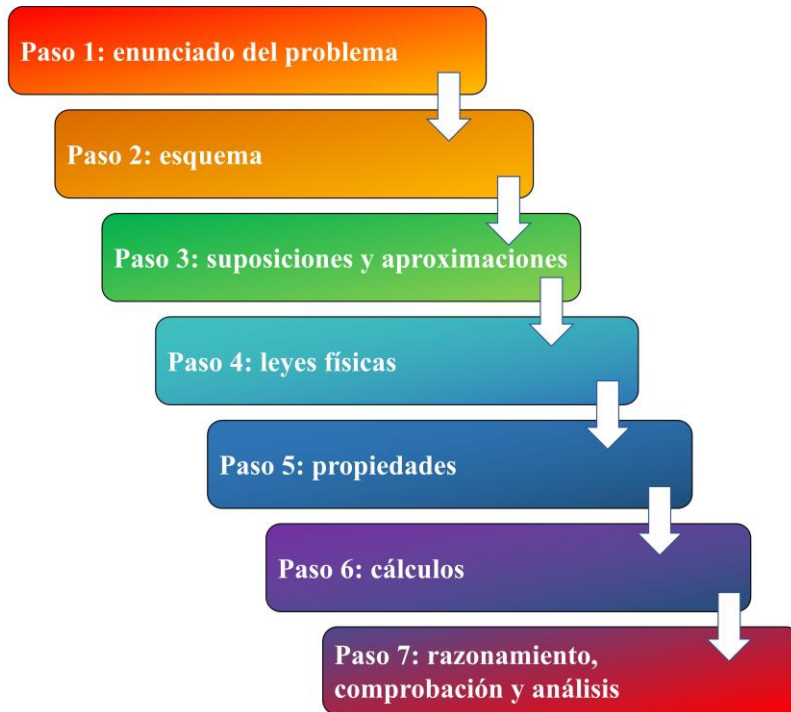 Paso 1: enunciado del problema
Paso 2: esquema
Paso 3: suposiciones y aproximaciones
Paso 4: leyes físicas
Paso 5: propiedades
Paso 6: cálculos
Paso 7: razonamiento,
comprobación y análisis